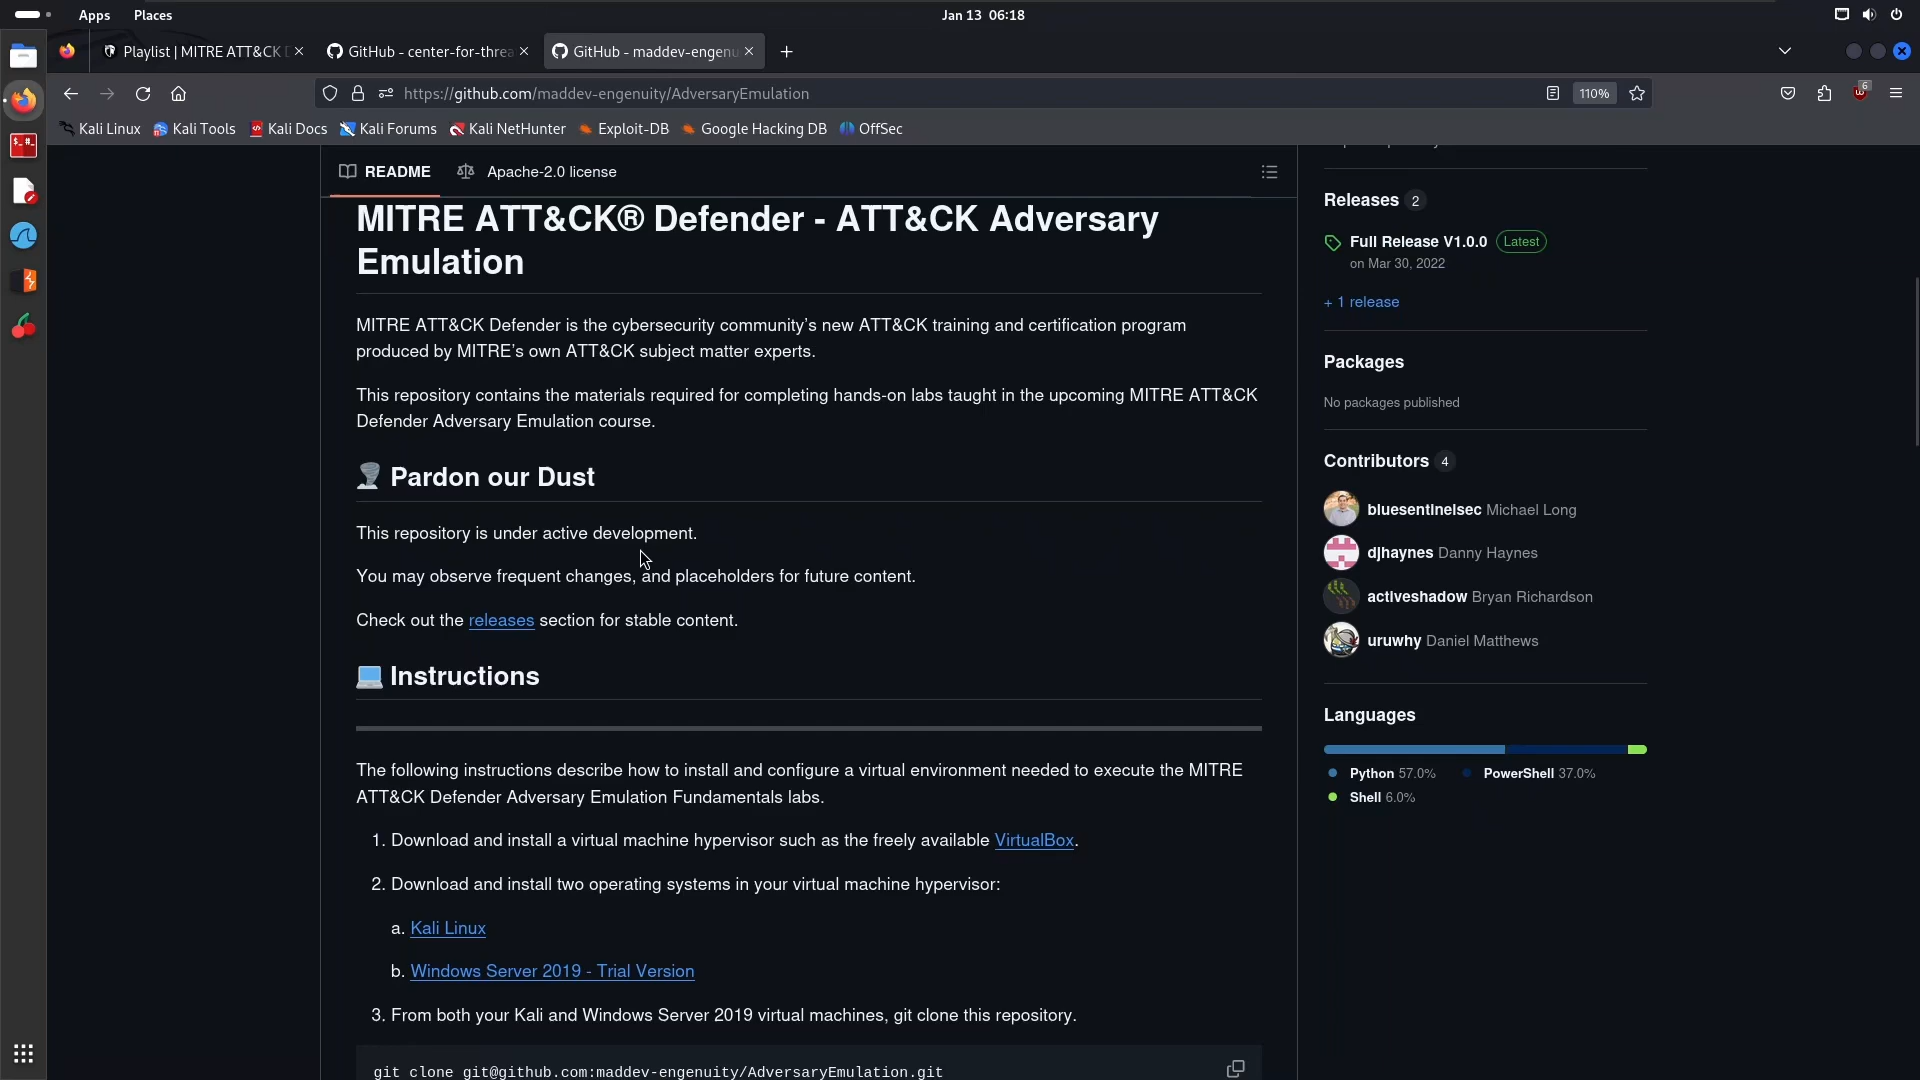 Apps Places Jan 13 06:18
Playlist | MITRE ATT&CK D GitHub - center-for-threa GitHub - maddev-engenu
https://github.com/maddev-engenuity/AdversaryEmulation 110% 6
Kali Linux Kali Tools Kali Docs Kali Forums Kali NetHunter Exploit-DB Google Hacking DB OffSec
README Apache-2.0 license
MITRE ATT&CK® Defender - ATT&CK Adversary
Emulation
MITRE ATT&CK Defender is the cybersecurity community's new ATT&CK training and certification program
produced by MITRE's own ATT&CK subject matter experts.
This repository contains the materials required for completing hands-on labs taught in the upcoming MITRE ATT&CK
Defender Adversary Emulation course.
Pardon our Dust
This repository is under active development.
You may observe frequent changes, and placeholders for future content.
Check out the releases section for stable content.
Instructions
The following instructions describe how to install and configure a virtual environment needed to execute the MITRE
ATT&CK Defender Adversary Emulation Fundamentals labs.
1. Download and install a virtual machine hypervisor such as the freely available VirtualBox.
2. Download and install two operating systems in your virtual machine hypervisor:
a. Kali Linux
b. Windows Server 2019 - Trial Version
3. From both your Kali and Windows Server 2019 virtual machines, git clone this repository.
git clone git@github.com:maddev-engenuity/AdversaryEmulation.git
Releases 2
Full Release V1.0.0 Latest
on Mar 30, 2022
+ 1 release
Packages
No packages published
Contributors 4
bluesentinelsec Michael Long
djhaynes Danny Haynes
activeshadow Bryan Richardson
uruwhy Daniel Matthews
Languages
Python 57.0% PowerShell 37.0%
Shell 6.0%